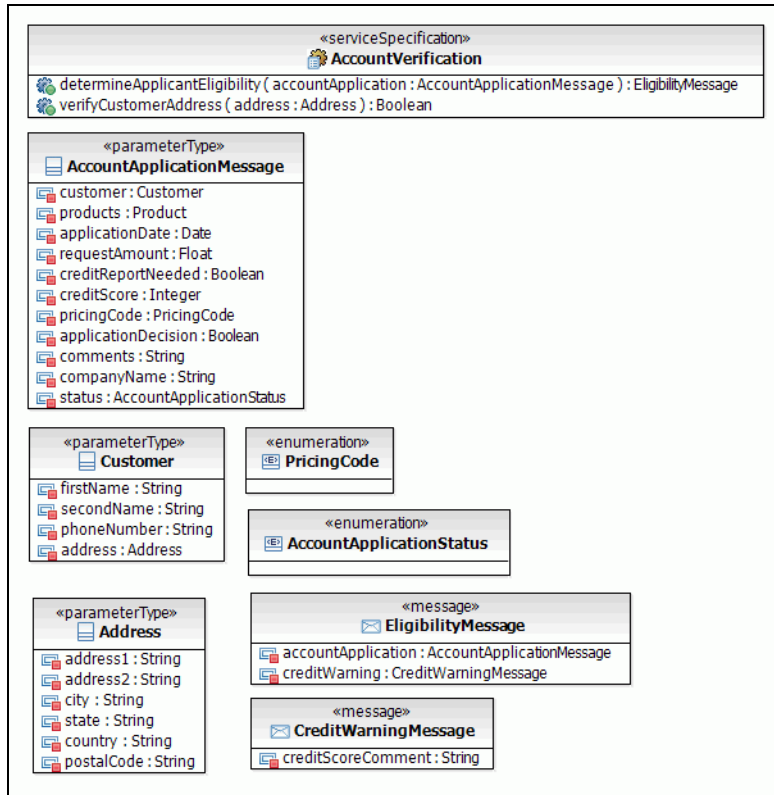 «serviceSpecification»
AccountVerification
determineApplicantEligibility ( accountApplication : AccountApplicationMessage ) : EligibilityMessage
verifyCustomerAddress ( address : Address ) : Boolean
«parameterType»
AccountApplicationMessage
customer : Customer
products : Product
applicationDate : Date
requestAmount : Float
creditReportNeeded : Boolean
creditScore : Integer
pricingCode : PricingCode
applicationDecision : Boolean
comments : String
companyName : String
status : AccountApplicationStatus
«parameterType»
Customer
firstName : String
secondName : String
phoneNumber : String
address : Address
«enumeration»
PricingCode
«enumeration»
AccountApplicationStatus
«parameterType»
Address
address1 : String
address2 : String
city : String
state : String
country : String
postalCode : String
«message»
EligibilityMessage
accountApplication : AccountApplicationMessage
creditWarning : CreditWarningMessage
«message»
CreditWarningMessage
creditScoreComment : String